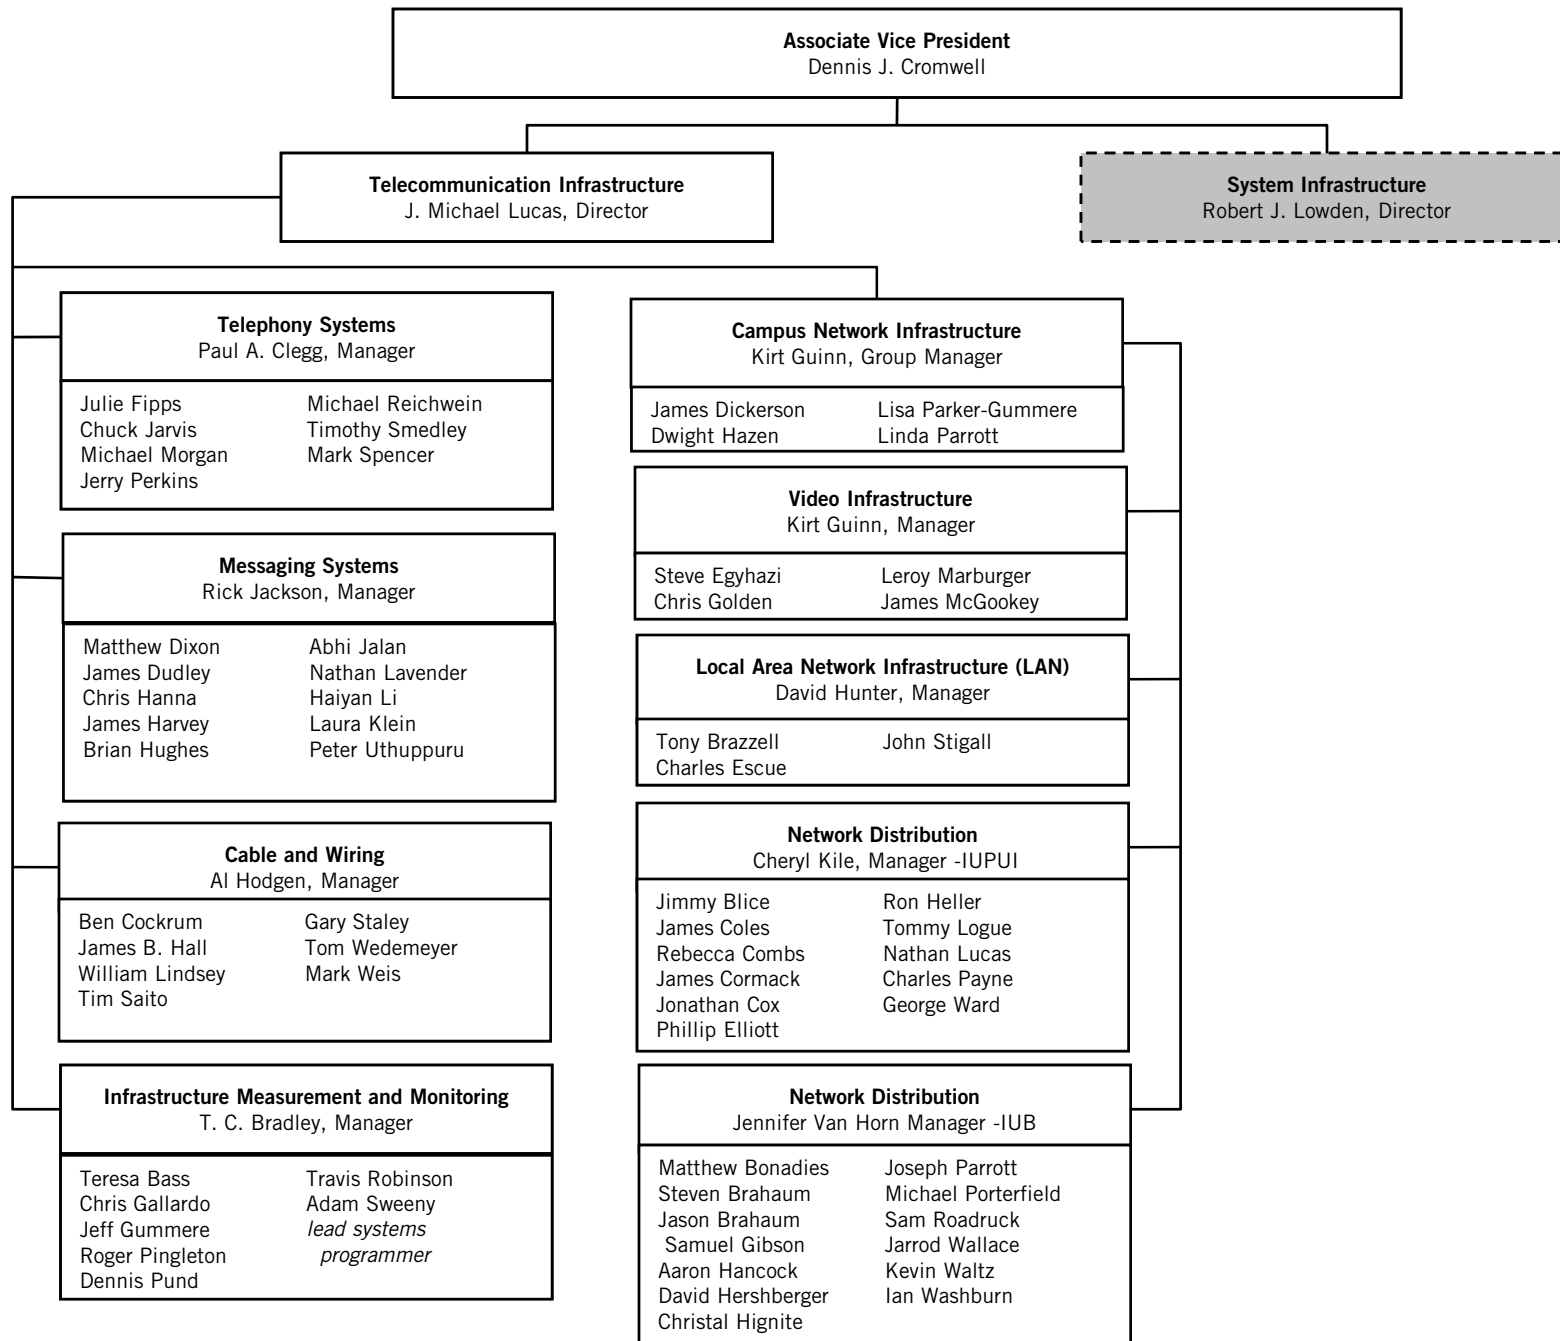 Associate Vice President
Dennis J. Cromwell
Telecommunication Infrastructure
J. Michael Lucas, Director
System Infrastructure
Robert J. Lowden, Director
Telephony Systems
Paul A. Clegg, Manager
Julie Fipps
Chuck Jarvis
Michael Morgan
Jerry Perkins
Michael Reichwein
Timothy Smedley
Mark Spencer
Messaging Systems
Rick Jackson, Manager
Matthew Dixon
James Dudley
Chris Hanna
James Harvey
Brian Hughes
Abhi Jalan
Nathan Lavender
Haiyan Li
Laura Klein
Peter Uthuppuru
Cable and Wiring
Al Hodgen, Manager
Ben Cockrum
James B. Hall
William Lindsey
Tim Saito
Gary Staley
Tom Wedemeyer
Mark Weis
Infrastructure Measurement and Monitoring
T. C. Bradley, Manager
Teresa Bass
Chris Gallardo
Jeff Gummere
Roger Pingleton
Dennis Pund
Travis Robinson
Adam Sweeny
lead systems
programmer
Campus Network Infrastructure
Kirt Guinn, Group Manager
James Dickerson
Dwight Hazen
Lisa Parker-Gummere
Linda Parrott
Video Infrastructure
Kirt Guinn, Manager
Steve Egyhazi
Chris Golden
Leroy Marburger
James McGookey
Local Area Network Infrastructure (LAN)
David Hunter, Manager
Tony Brazzell
Charles Escue
John Stigall
Network Distribution
Cheryl Kile, Manager -IUPUI
Jimmy Blice
James Coles
Rebecca Combs
James Cormack
Jonathan Cox
Phillip Elliott
Ron Heller
Tommy Logue
Nathan Lucas
Charles Payne
George Ward
Network Distribution
Jennifer Van Horn Manager -IUB
Matthew Bonadies
Steven Brahaum
Jason Brahaum
Samuel Gibson
Aaron Hancock
David Hershberger
Christal Hignite
Joseph Parrott
Michael Porterfield
Sam Roadruck
Jarrod Wallace
Kevin Waltz
Ian Washburn